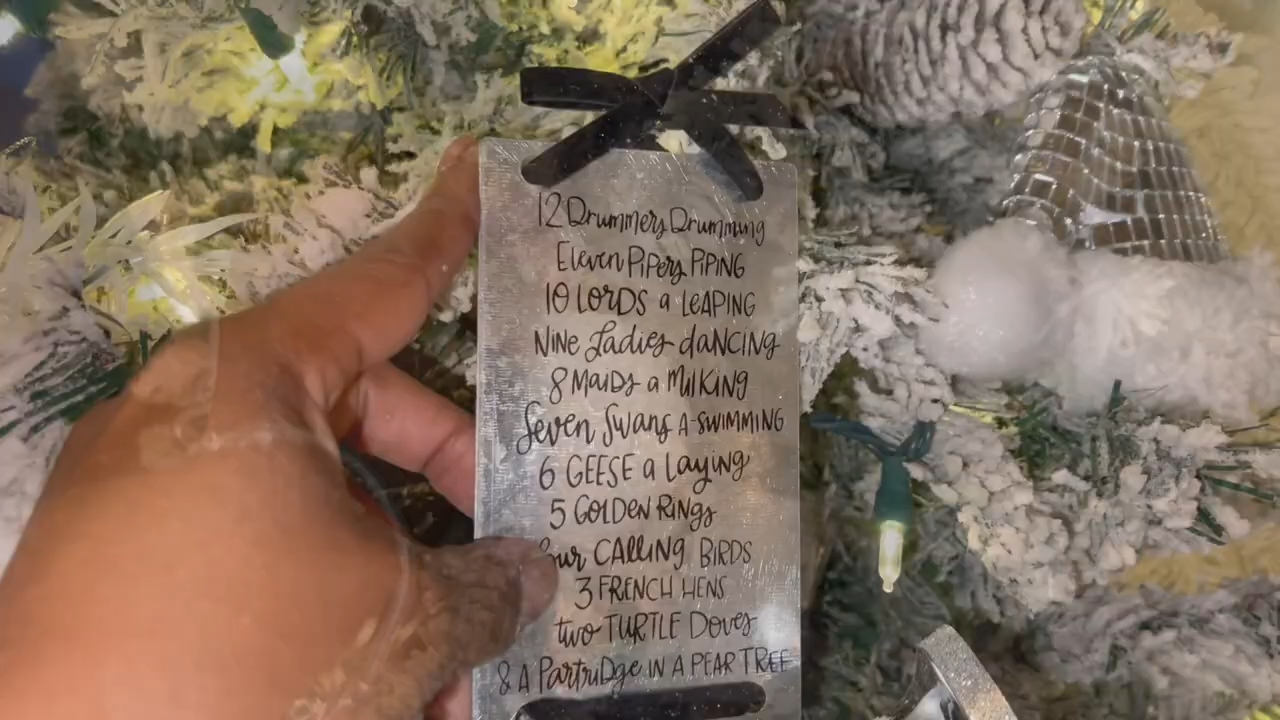 12 Drummers Drumming
Eleven PiPers PiPING
10 LORDS a LEAPING
NiNe Ladies daNCING
8 MaiDs a MilKING
Seven Swans A-SWIMMING
6 GEESE a Laying
5 GOLDEN RiNgs
CALLING BIRDS
3 FRENCH HENS
two TURTLE Doves
& A PartriDge IN A PEAR TREE